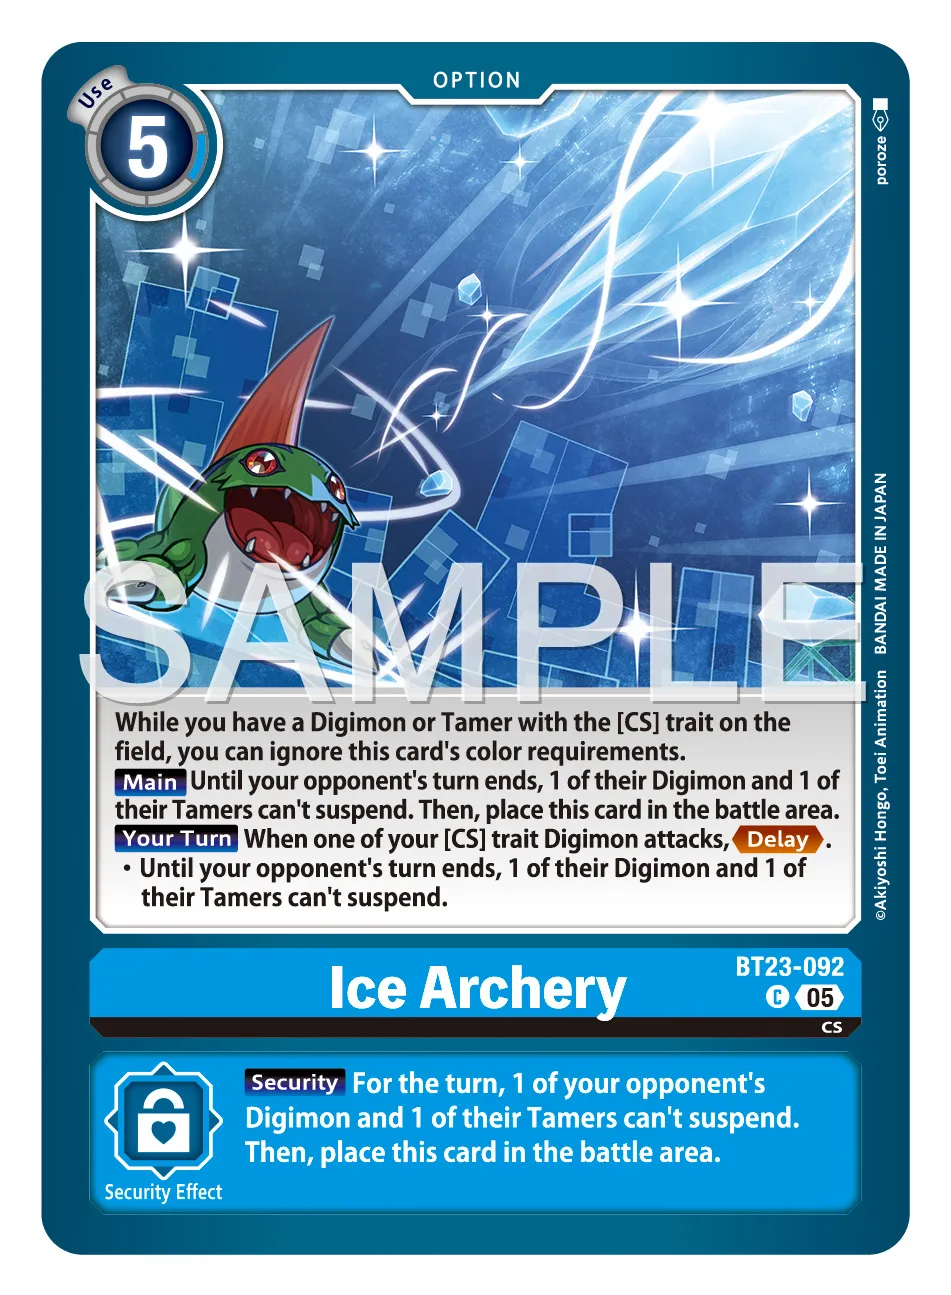 OPTION
Use
5
poroze
SAMPLE
While you have a Digimon or Tamer with the [CS] trait on the
field, you can ignore this card's color requirements.
Main Until your opponent's turn ends, 1 of their Digimon and 1 of
their Tamers can't suspend. Then, place this card in the battle area.
Your Turn When one of your [CS] trait Digimon attacks, Delay.
・Until your opponent's turn ends, 1 of their Digimon and 1 of
their Tamers can't suspend.
©Akiyoshi Hongo, Toei Animation BANDAI MADE IN JAPAN
Ice Archery
BT23-092
C 05
CS
Security For the turn, 1 of your opponent's
Digimon and 1 of their Tamers can't suspend.
Then, place this card in the battle area.
Security Effect